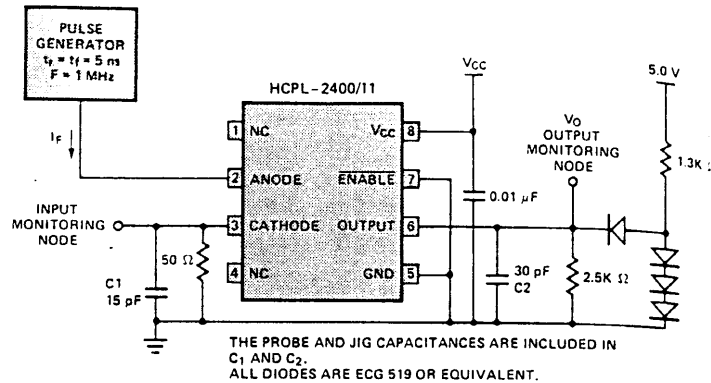 PULSE
GENERATOR
tr = tf = 5 ns
F = 1 MHz
HCPL-2400/11
VCC
5.0 V
IF
1 NC
VCC 8
VO
OUTPUT
MONITORING
NODE
1.3K
2 ANODE
ENABLE 7
0.01 μF
INPUT
MONITORING
NODE
3 CATHODE
OUTPUT 6
50 Ω
4 NC
GND 5
C1
15 pF
30 pF
C2
2.5K Ω
THE PROBE AND JIG CAPACITANCES ARE INCLUDED IN
C1 AND C2.
ALL DIODES ARE ECG 519 OR EQUIVALENT.